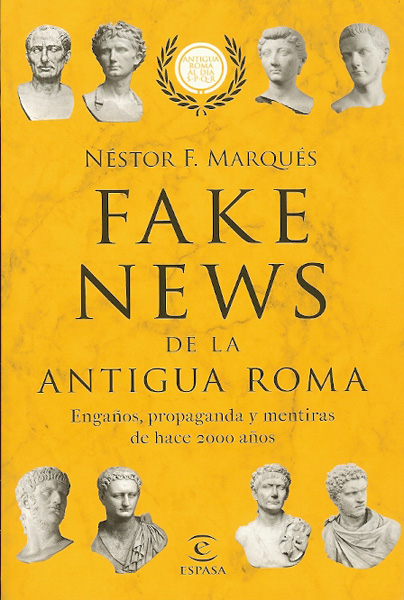 ANTIGUA
ROMA
AL DÍA
S·P·Q·R
NÉSTOR F. MARQUÉS
FAKE
NEWS
DE LA
ANTIGUA ROMA
Engaños, propaganda y mentiras
de hace 2000 años
e
ESPASA